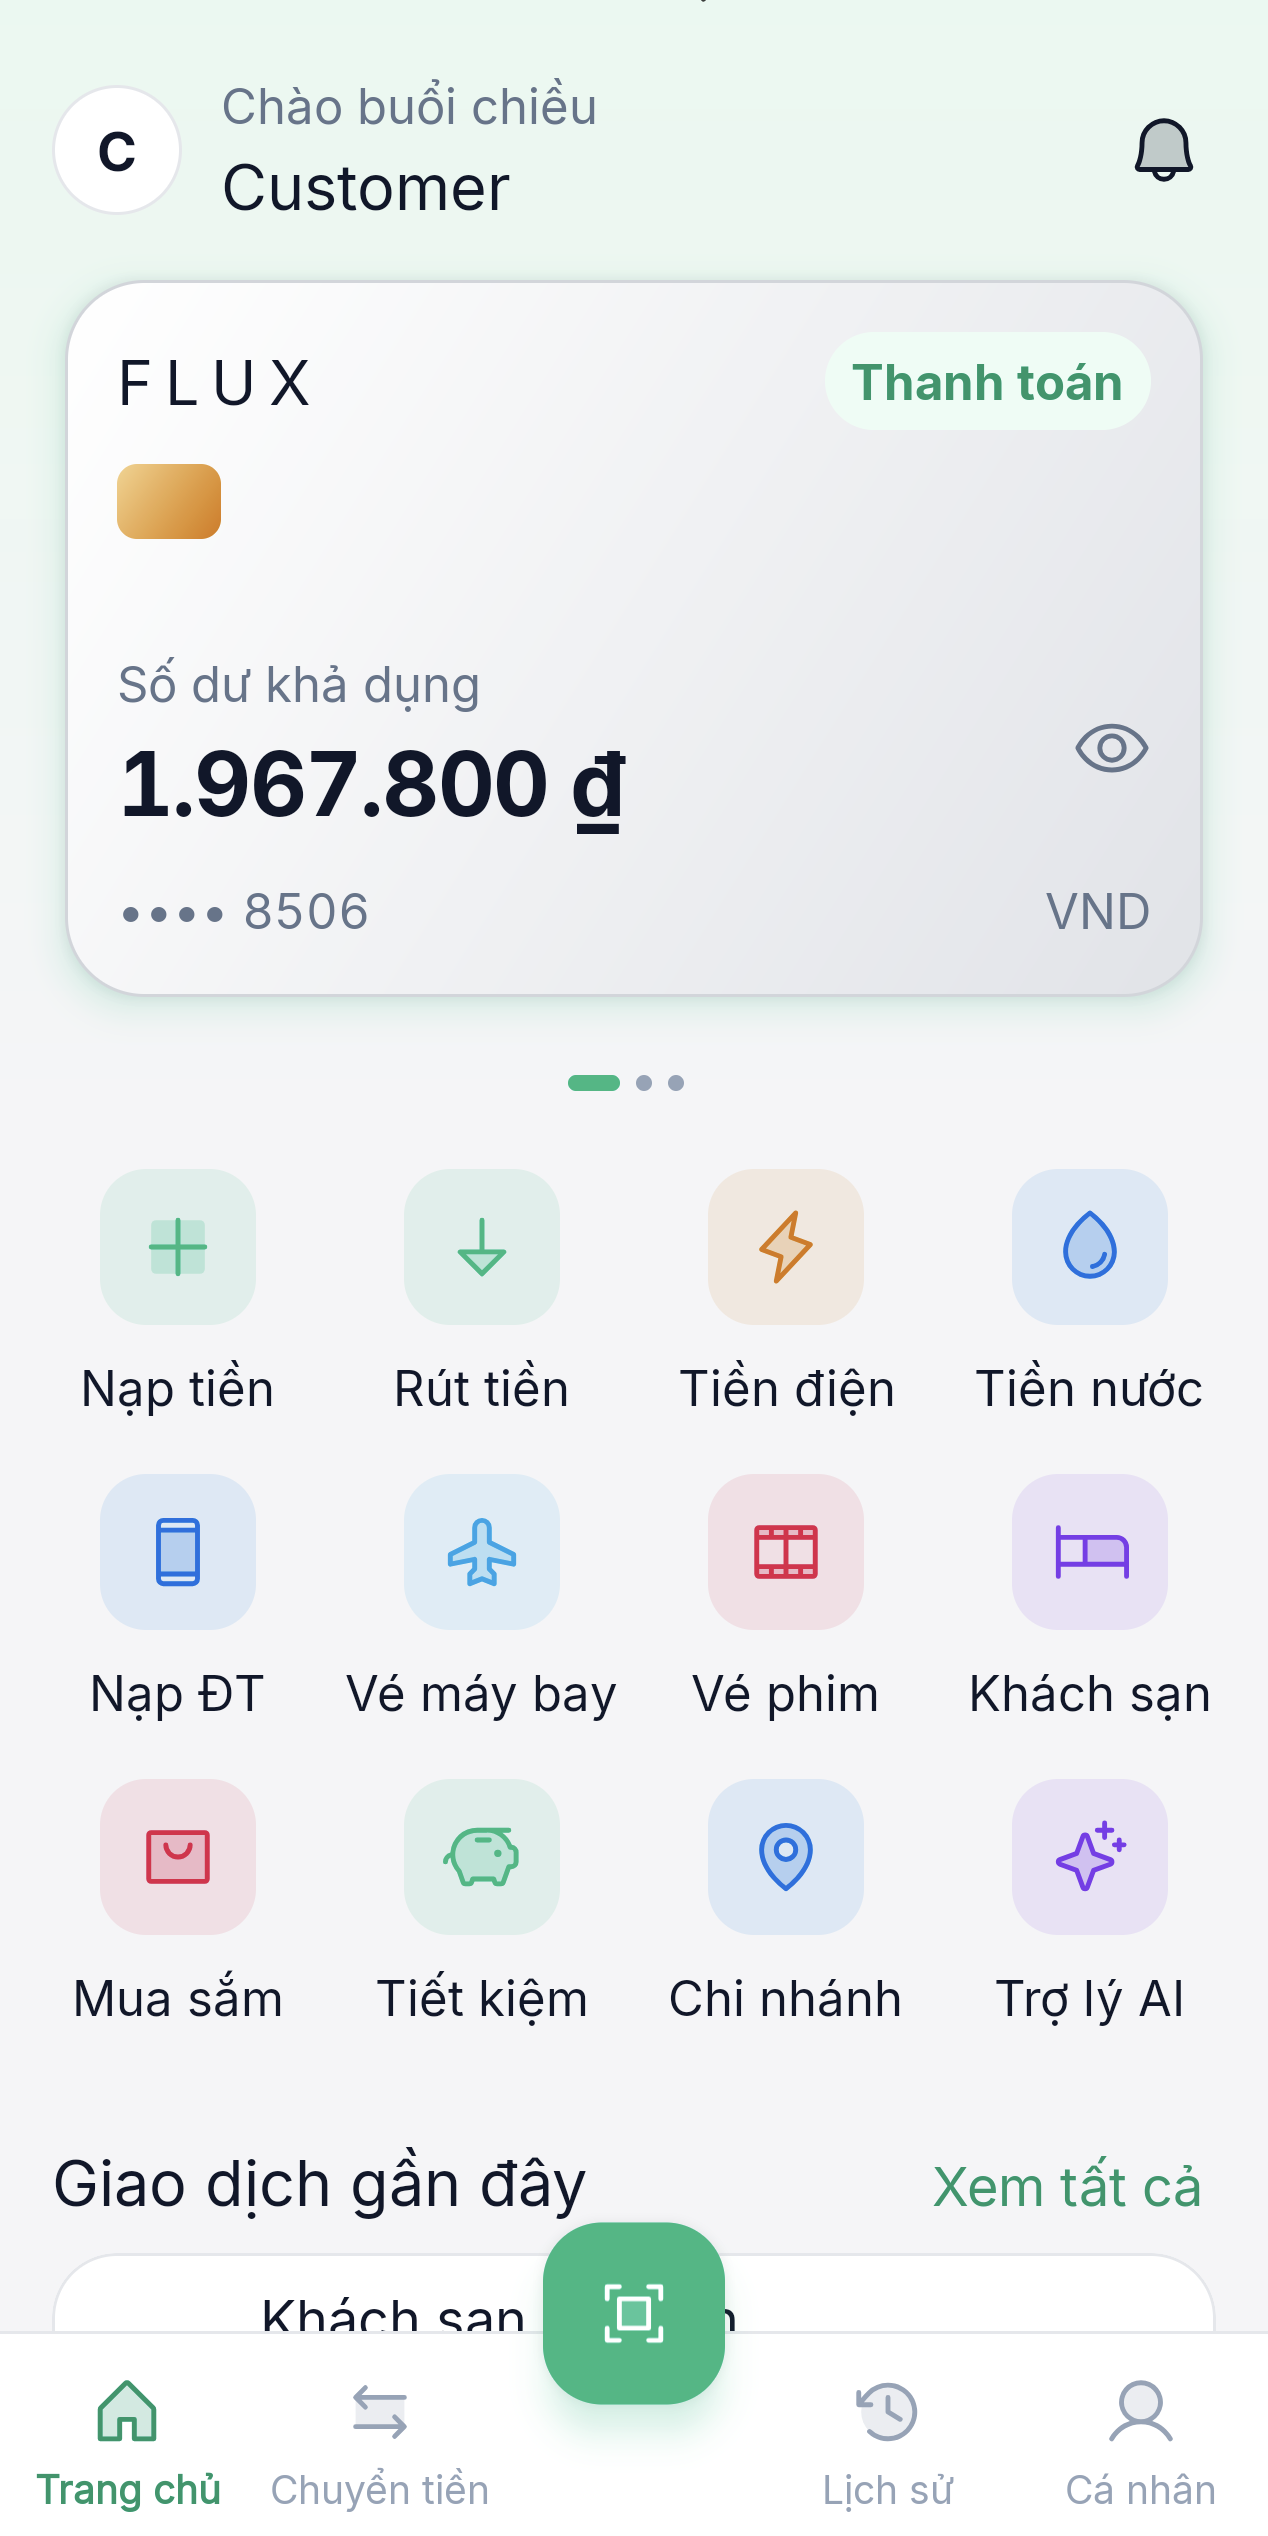 C
Chào buổi chiều
Customer
FLUX
Thanh toán
Số dư khả dụng
1.967.800 ₫
•••• 8506
VND
Nạp tiền
Rút tiền
Tiền điện
Tiền nước
Nạp ĐT
Vé máy bay
Vé phim
Khách sạn
Mua sắm
Tiết kiệm
Chi nhánh
Trợ lý AI
Giao dịch gần đây
Xem tất cả
Khách sạn
Trang chủ
Chuyển tiền
Lịch sử
Cá nhân